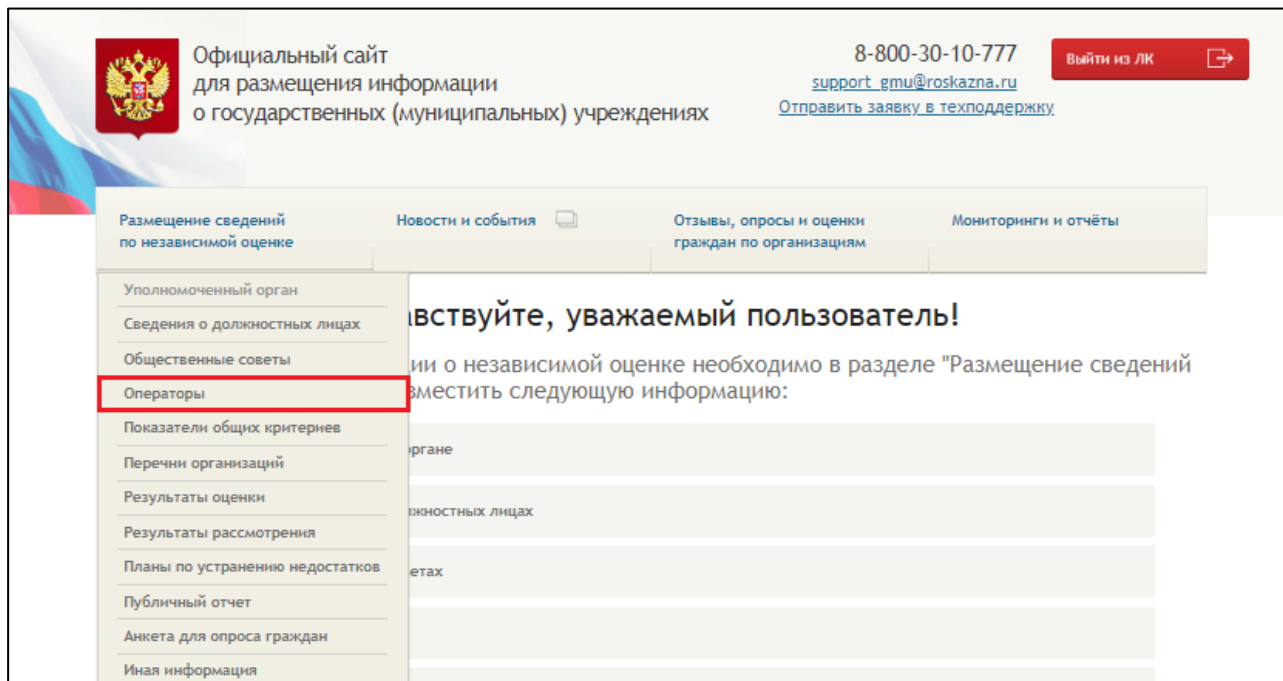 Официальный сайт
для размещения информации
о государственных (муниципальных) учреждениях
8-800-30-10-777
support_gmu@roskazna.ru
Отправить заявку в техподдержку
Выйти из ЛК
Размещение сведений
по независимой оценке
Новости и события
Отзывы, опросы и оценки
граждан по организациям
Мониторинги и отчёты
Уполномоченный орган
Сведения о должностных лицах
Общественные советы
Операторы
Показатели общих критериев
Перечни организаций
Результаты оценки
Результаты рассмотрения
Планы по устранению недостатков
Публичный отчет
Анкета для опроса граждан
Иная информация
авствуйте, уважаемый пользователь!
ии о независимой оценке необходимо в разделе "Размещение сведений
зместить следующую информацию:
органе
жностных лицах
етах